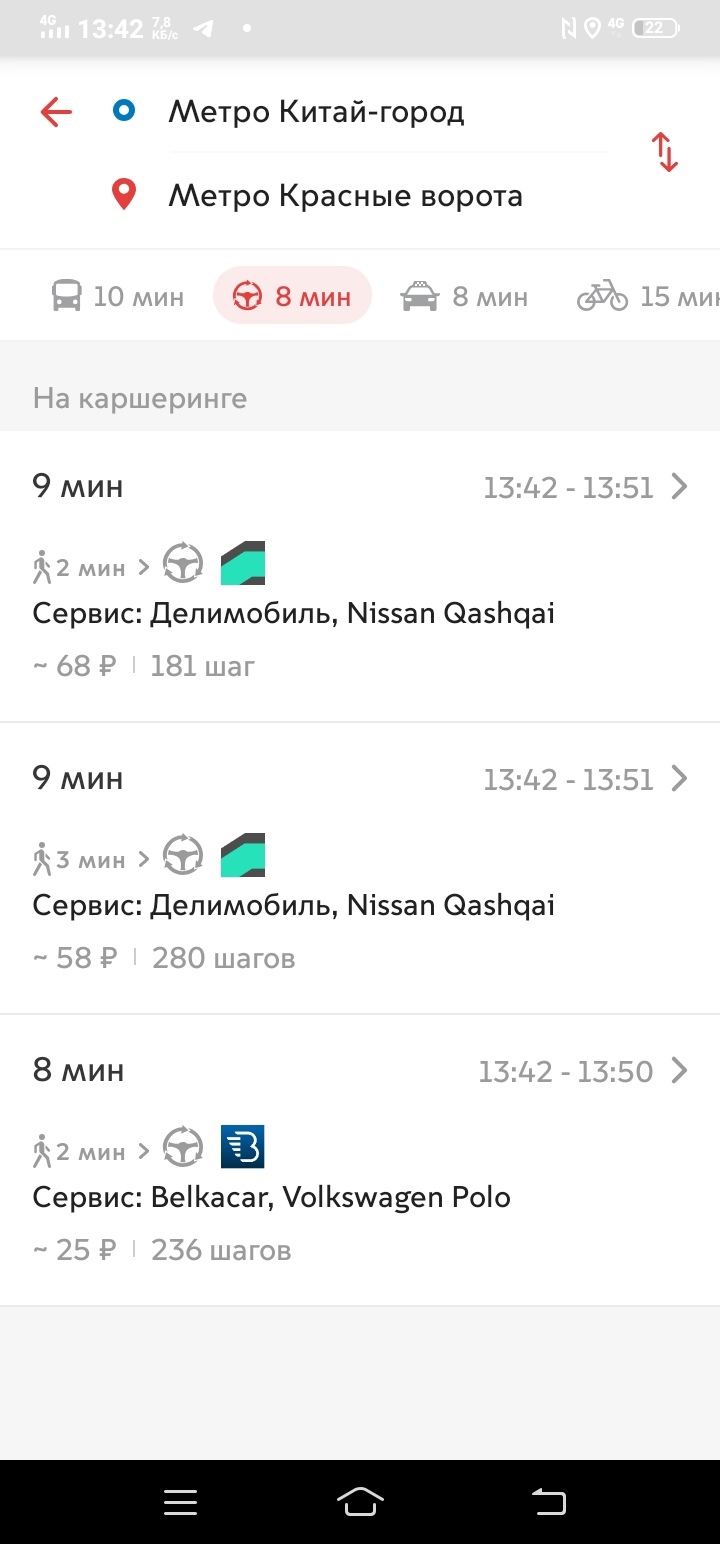 4G 13:42 7,8 КБ/с 4G 22
Метро Китай-город
Метро Красные ворота
10 мин 8 мин 8 мин 15 мин
На каршеринге
9 мин 13:42 - 13:51
2 мин
Сервис: Делимобиль, Nissan Qashqai
~ 68 ₽ | 181 шаг
9 мин 13:42 - 13:51
3 мин
Сервис: Делимобиль, Nissan Qashqai
~ 58 ₽ | 280 шагов
8 мин 13:42 - 13:50
2 мин
Сервис: Belkacar, Volkswagen Polo
~ 25 ₽ | 236 шагов